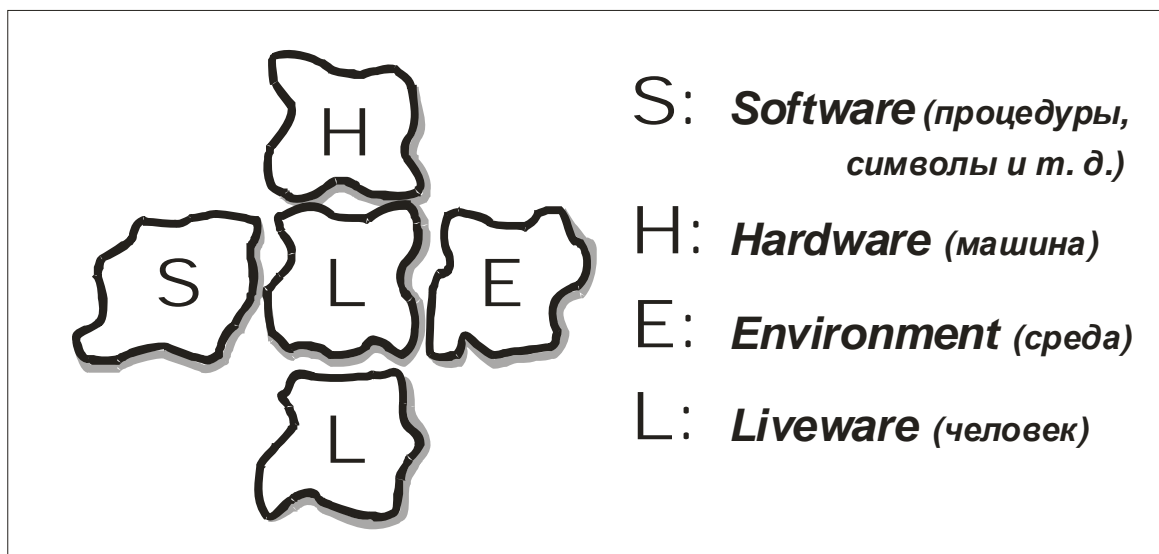 H
S L E
L
S: Software (процедуры,
символы и т. д.)
H: Hardware (машина)
E: Environment (среда)
L: Liveware (человек)